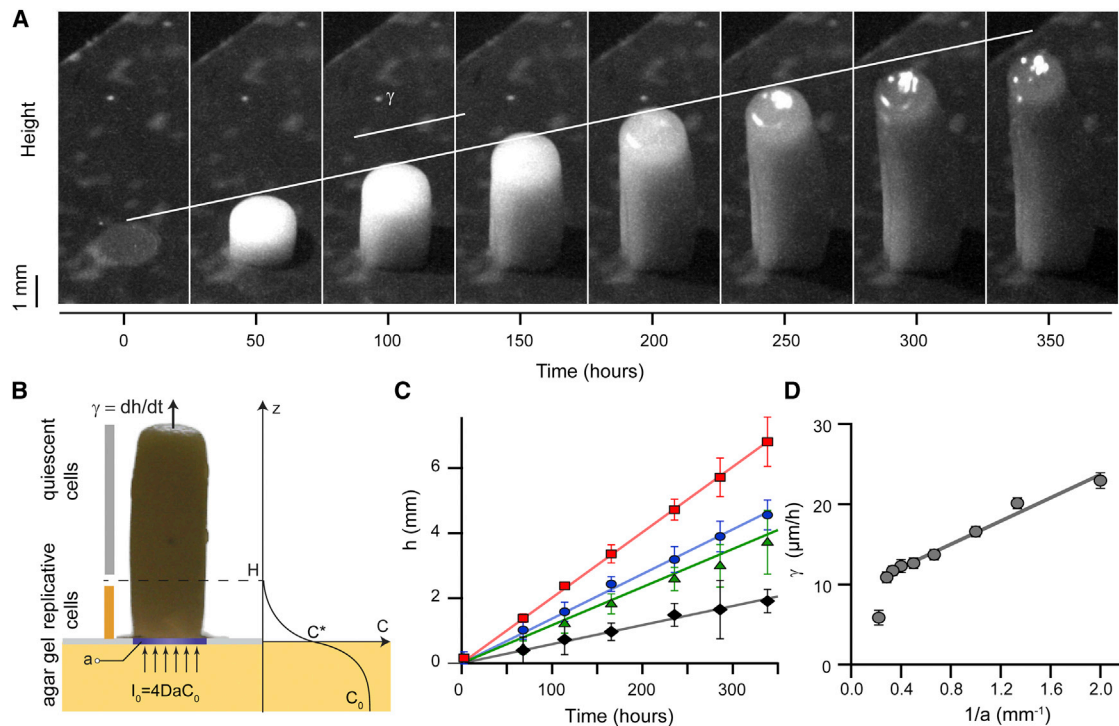 A
Height
1 mm
γ
0
50
100
150
200
250
300
350
Time (hours)
B
γ = dh/dt
z
quiescent
cells
replicative
cells
agar gel
H
C*
C
a
I₀=4DaC₀
C₀
C
h (mm)
6
4
2
0
0
100
200
300
Time (hours)
D
γ (μm/h)
30
20
10
0
0.0
0.4
0.8
1.2
1.6
2.0
1/a (mm⁻¹)